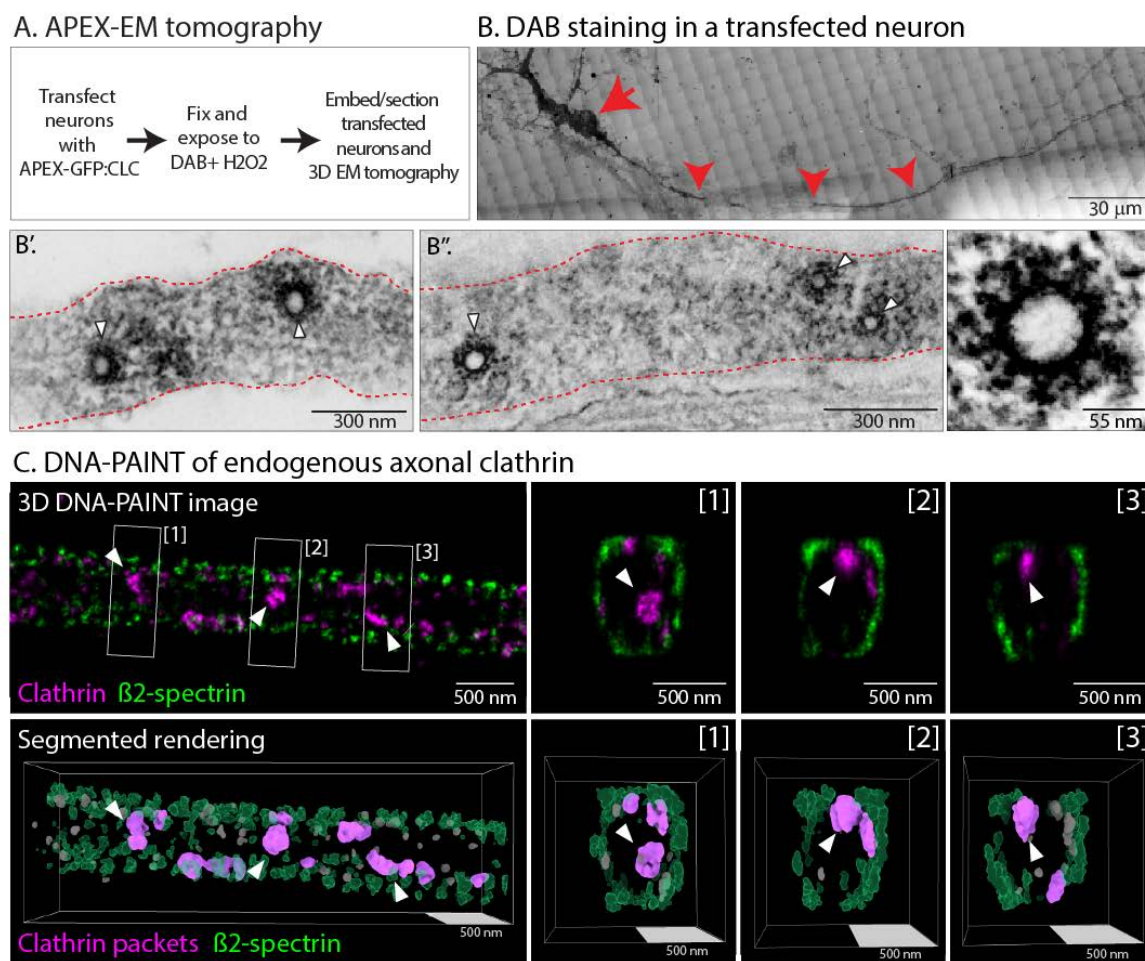 A. APEX-EM tomography
Transfect
neurons
with
APEX-GFP:CLC
Fix and
expose to
DAB+ H2O2
Embed/section
transfected
neurons and
3D EM tomography
B. DAB staining in a transfected neuron
30 µm
B'.
300 nm
B".
300 nm
55 nm
C. DNA-PAINT of endogenous axonal clathrin
3D DNA-PAINT image
[1]
[2]
[3]
Clathrin ß2-spectrin
500 nm
[1]
500 nm
[2]
500 nm
[3]
500 nm
Segmented rendering
Clathrin packets ß2-spectrin
500 nm
[1]
500 nm
[2]
500 nm
[3]
500 nm